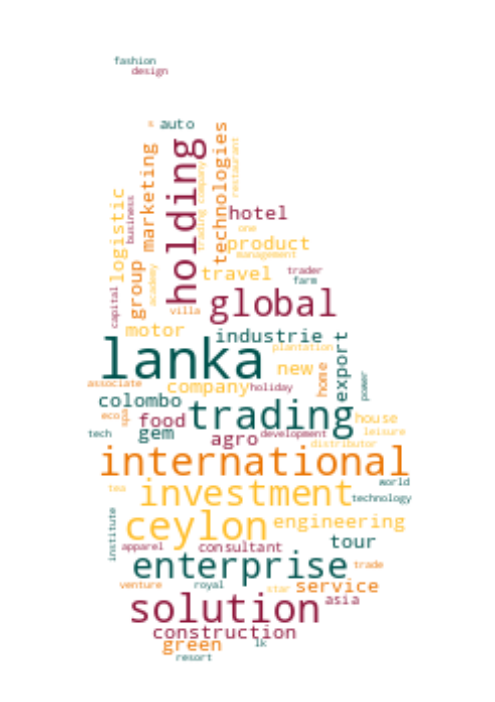 fashion
design
auto
x
holding
technologies
restaurant
marketing
trading company
business
logistic
hotel
one
product
management
group
academy
travel
trader
farm
capital
villa
global
motor
industrie
export
plantation
lanka
new
home
power
associate
company
holiday
colombo
eco
spa
food
trading
house
tech
gem
agro
development
leisure
distributor
international
world
tea
investment
technology
institute
ceylon
engineering
apparel
consultant
tour
enterprise
trade
venture
royal
star
service
solution
asia
construction
green
lk
resort